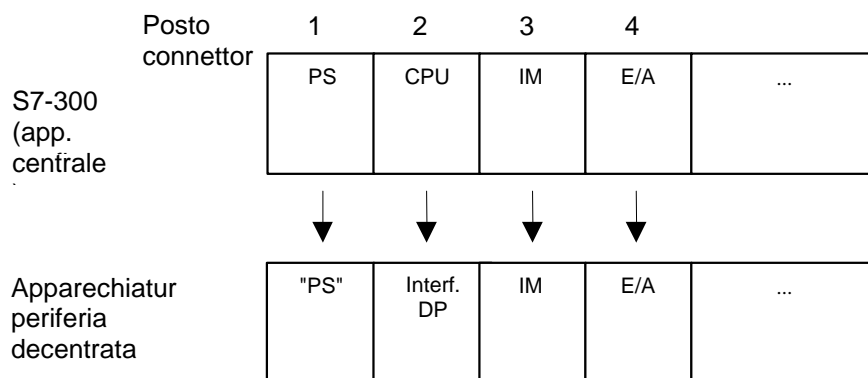 Posto 1 2 3 4
connettor
PS CPU IM E/A ...
S7-300
(app.
centrale
Apparechiatur "PS" Interf. IM E/A ...
DP
periferia
decentrata